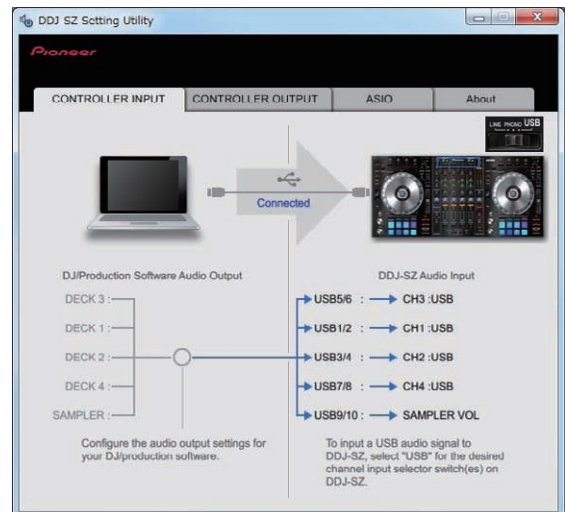 DDJ SZ Setting Utility
Pioneer
CONTROLLER INPUT
CONTROLLER OUTPUT
ASIO
About
LINE PHONO USB
Connected
DJ/Production Software Audio Output
DECK 3 :
DECK 1 :
DECK 2 :
DECK 4 :
SAMPLER :
Configure the audio output settings for
your DJ/production software.
DDJ-SZ Audio Input
USB5/6 : CH3 :USB
USB1/2 : CH1 :USB
USB3/4 : CH2 :USB
USB7/8 : CH4 :USB
USB9/10 : SAMPLER VOL
To input a USB audio signal to
DDJ-SZ, select "USB" for the desired
channel input selector switch(es) on
DDJ-SZ.